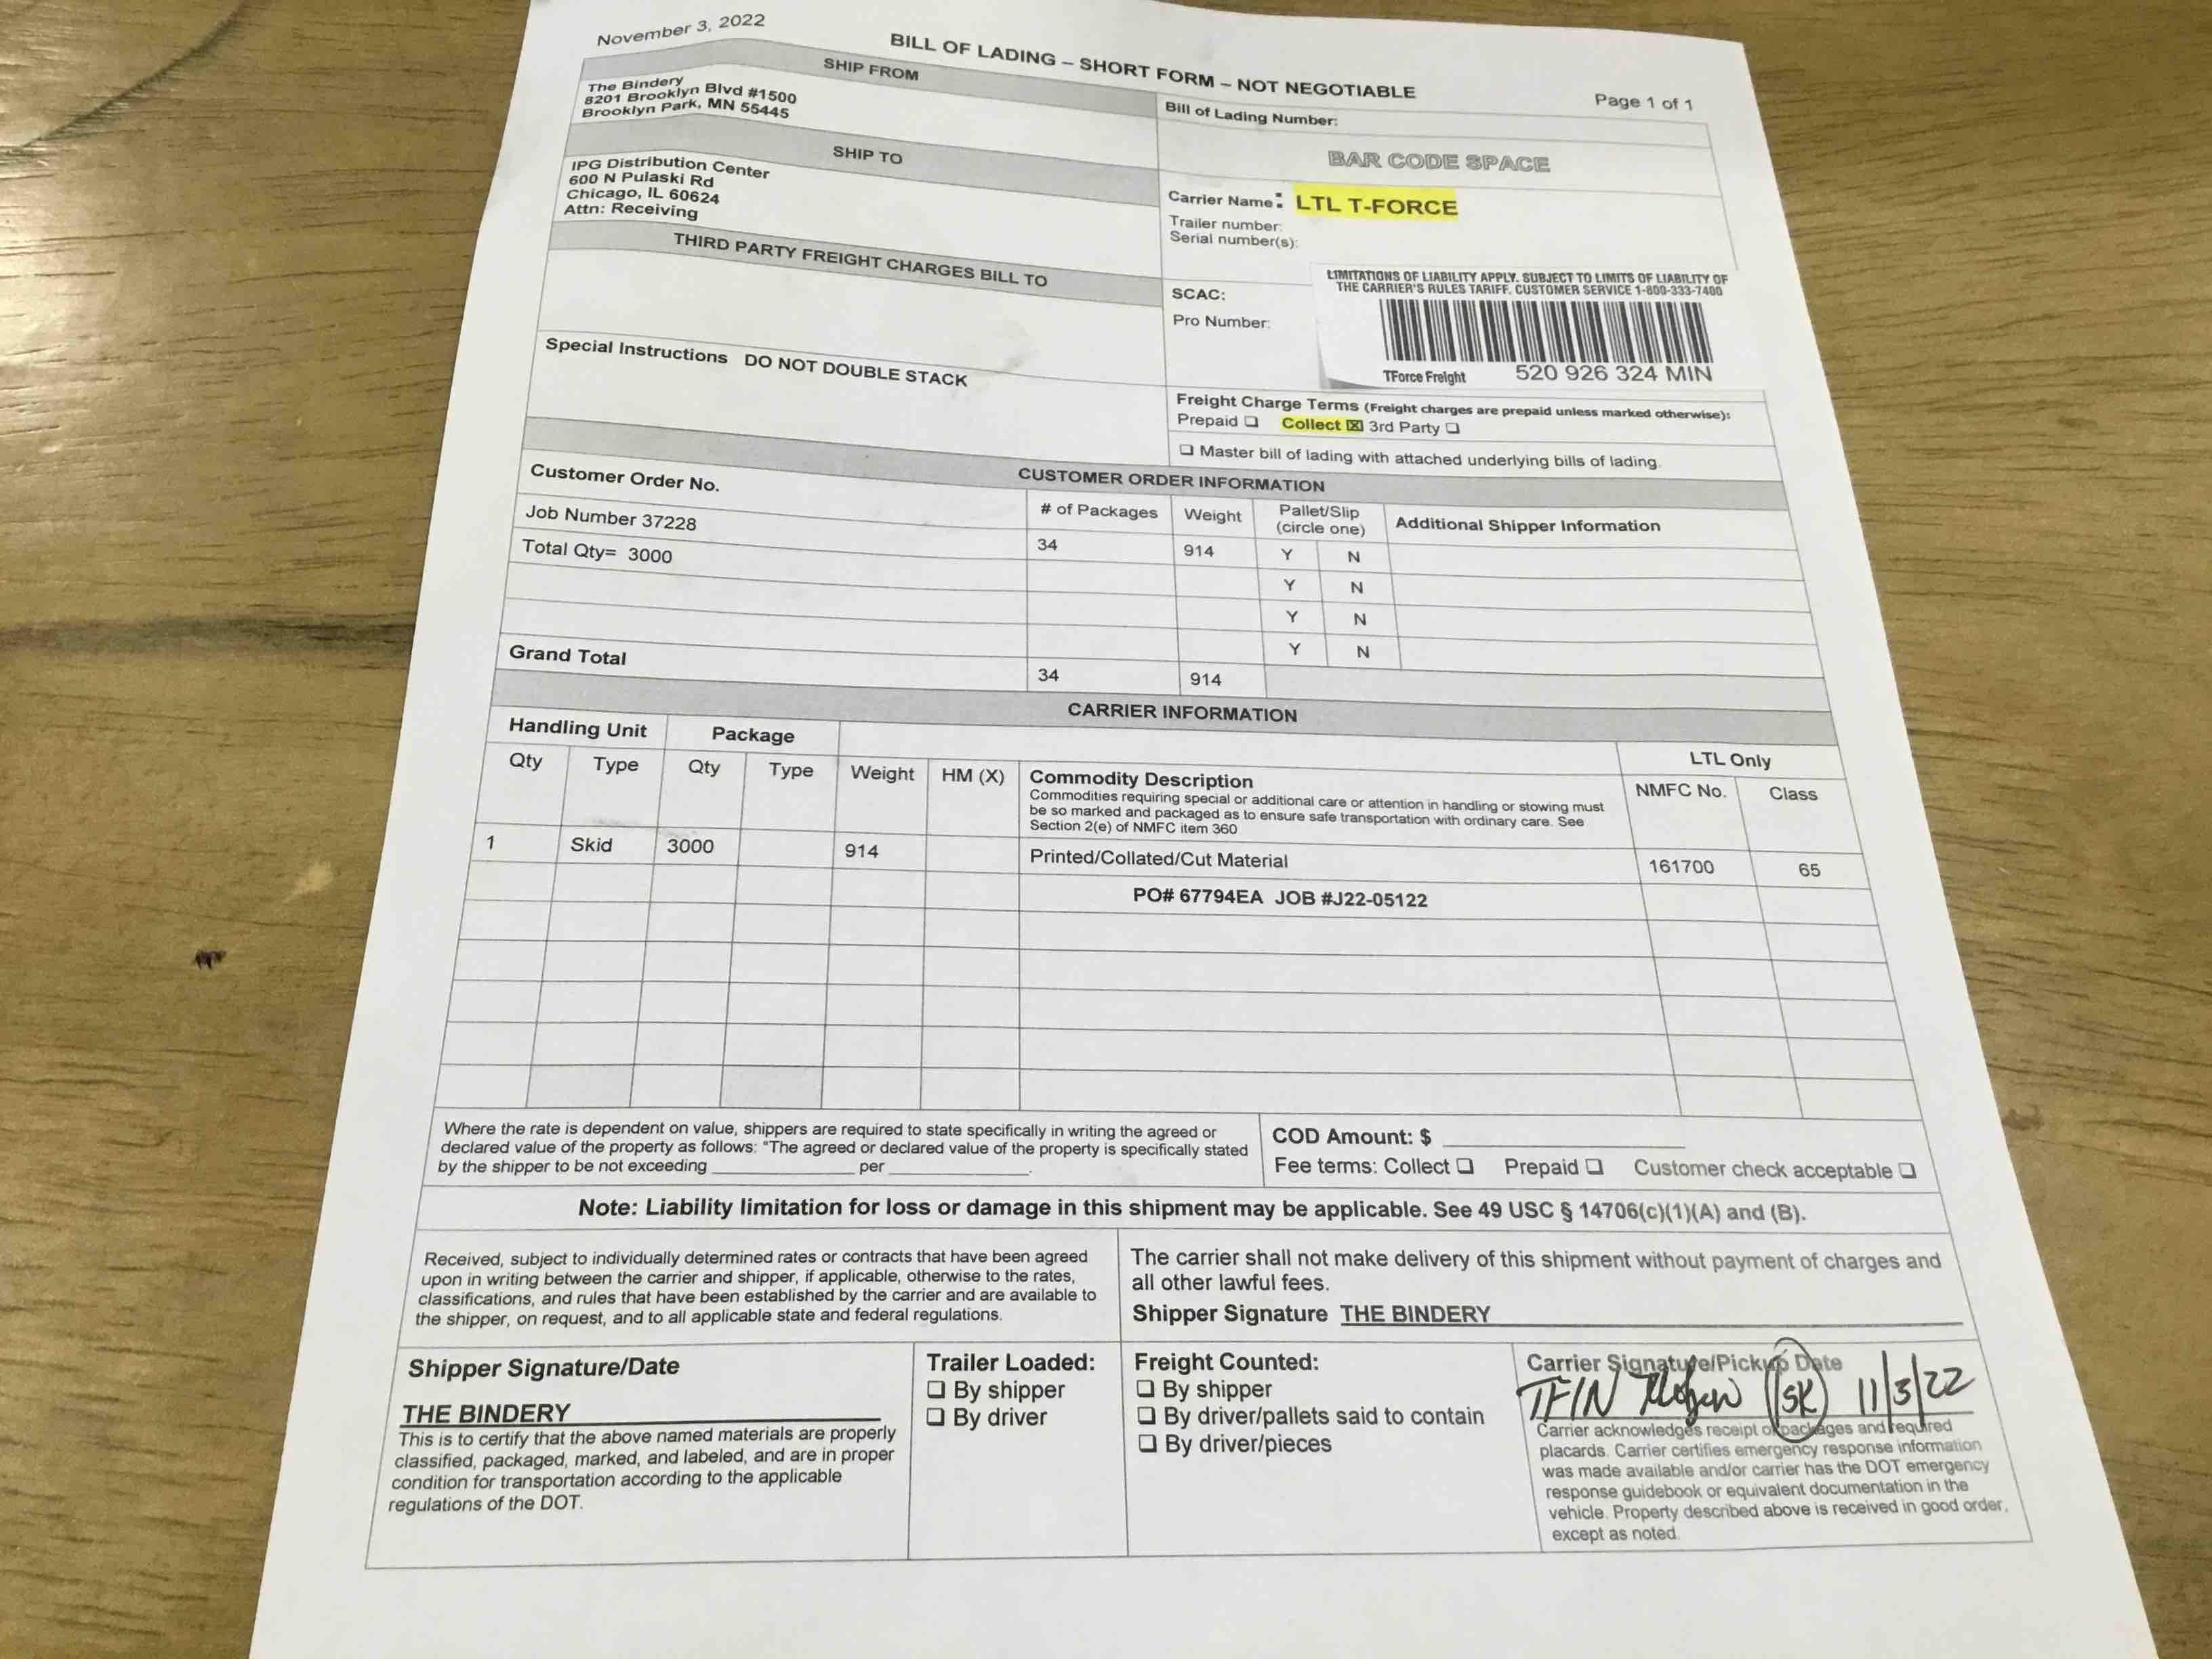 November 3, 2022
BILL OF LADING – SHORT FORM – NOT NEGOTIABLE
Page 1 of 1
SHIP FROM
The Bindery
8201 Brooklyn Blvd #1500
Brooklyn Park, MN 55445
SHIP TO
IPG Distribution Center
600 N Pulaski Rd
Chicago, IL 60624
Attn: Receiving
THIRD PARTY FREIGHT CHARGES BILL TO
Special Instructions DO NOT DOUBLE STACK
Bill of Lading Number:
BAR CODE SPACE
Carrier Name: LTL T-FORCE
Trailer number:
Serial number(s):
LIMITATIONS OF LIABILITY APPLY. SUBJECT TO LIMITS OF LIABILITY OF
THE CARRIER'S RULES TARIFF. CUSTOMER SERVICE 1-800-333-7400
SCAC:
Pro Number:
TForce Freight 520 926 324 MIN
Freight Charge Terms (Freight charges are prepaid unless marked otherwise):
Prepaid ❑ Collect ☒ 3rd Party ❑
❑ Master bill of lading with attached underlying bills of lading.
CUSTOMER ORDER INFORMATION
Customer Order No. # of Packages Weight Pallet/Slip Additional Shipper Information
(circle one)
Job Number 37228 34 914 Y N
Total Qty= 3000 Y N
Y N
Y N
Grand Total 34 914
CARRIER INFORMATION
Handling Unit Package LTL Only
Qty Type Qty Type Weight HM (X) Commodity Description NMFC No. Class
Commodities requiring special or additional care or attention in handling or stowing must
be so marked and packaged as to ensure safe transportation with ordinary care. See
Section 2(e) of NMFC item 360
1 Skid 3000 914 Printed/Collated/Cut Material 161700 65
PO# 67794EA JOB #J22-05122
Where the rate is dependent on value, shippers are required to state specifically in writing the agreed or
declared value of the property as follows: "The agreed or declared value of the property is specifically stated
by the shipper to be not exceeding ______ per ______.
COD Amount: $ ______
Fee terms: Collect ❑ Prepaid ❑ Customer check acceptable ❑
Note: Liability limitation for loss or damage in this shipment may be applicable. See 49 USC § 14706(c)(1)(A) and (B).
Received, subject to individually determined rates or contracts that have been agreed
upon in writing between the carrier and shipper, if applicable, otherwise to the rates,
classifications, and rules that have been established by the carrier and are available to
the shipper, on request, and to all applicable state and federal regulations.
The carrier shall not make delivery of this shipment without payment of charges and
all other lawful fees.
Shipper Signature THE BINDERY
Shipper Signature/Date
THE BINDERY
This is to certify that the above named materials are properly
classified, packaged, marked, and labeled, and are in proper
condition for transportation according to the applicable
regulations of the DOT.
Trailer Loaded:
❑ By shipper
❑ By driver
Freight Counted:
❑ By shipper
❑ By driver/pallets said to contain
❑ By driver/pieces
Carrier Signature/Pickup Date
TFIN 1SK 11/3/22
Carrier acknowledges receipt of packages and required
placards. Carrier certifies emergency response information
was made available and/or carrier has the DOT emergency
response guidebook or equivalent documentation in the
vehicle. Property described above is received in good order,
except as noted.